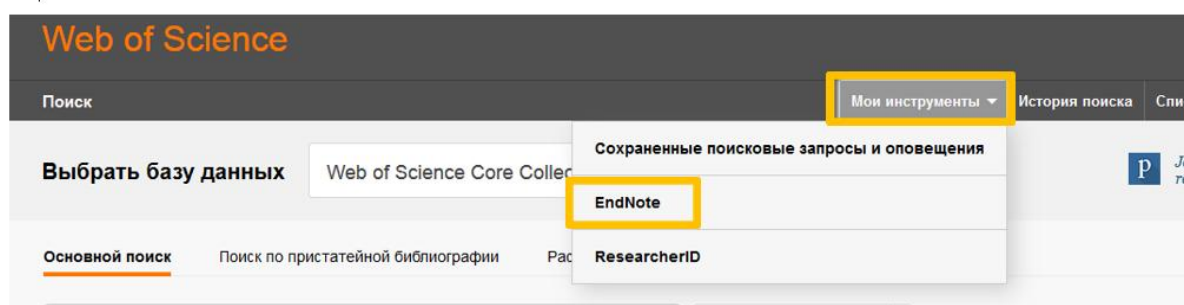 Web of Science
Поиск
Мои инструменты
История поиска
Сохраненные поисковые запросы и оповещения
Выбрать базу данных
Web of Science Core Collec
EndNote
Основной поиск
Поиск по пристатейной библиографии
ResearcherID